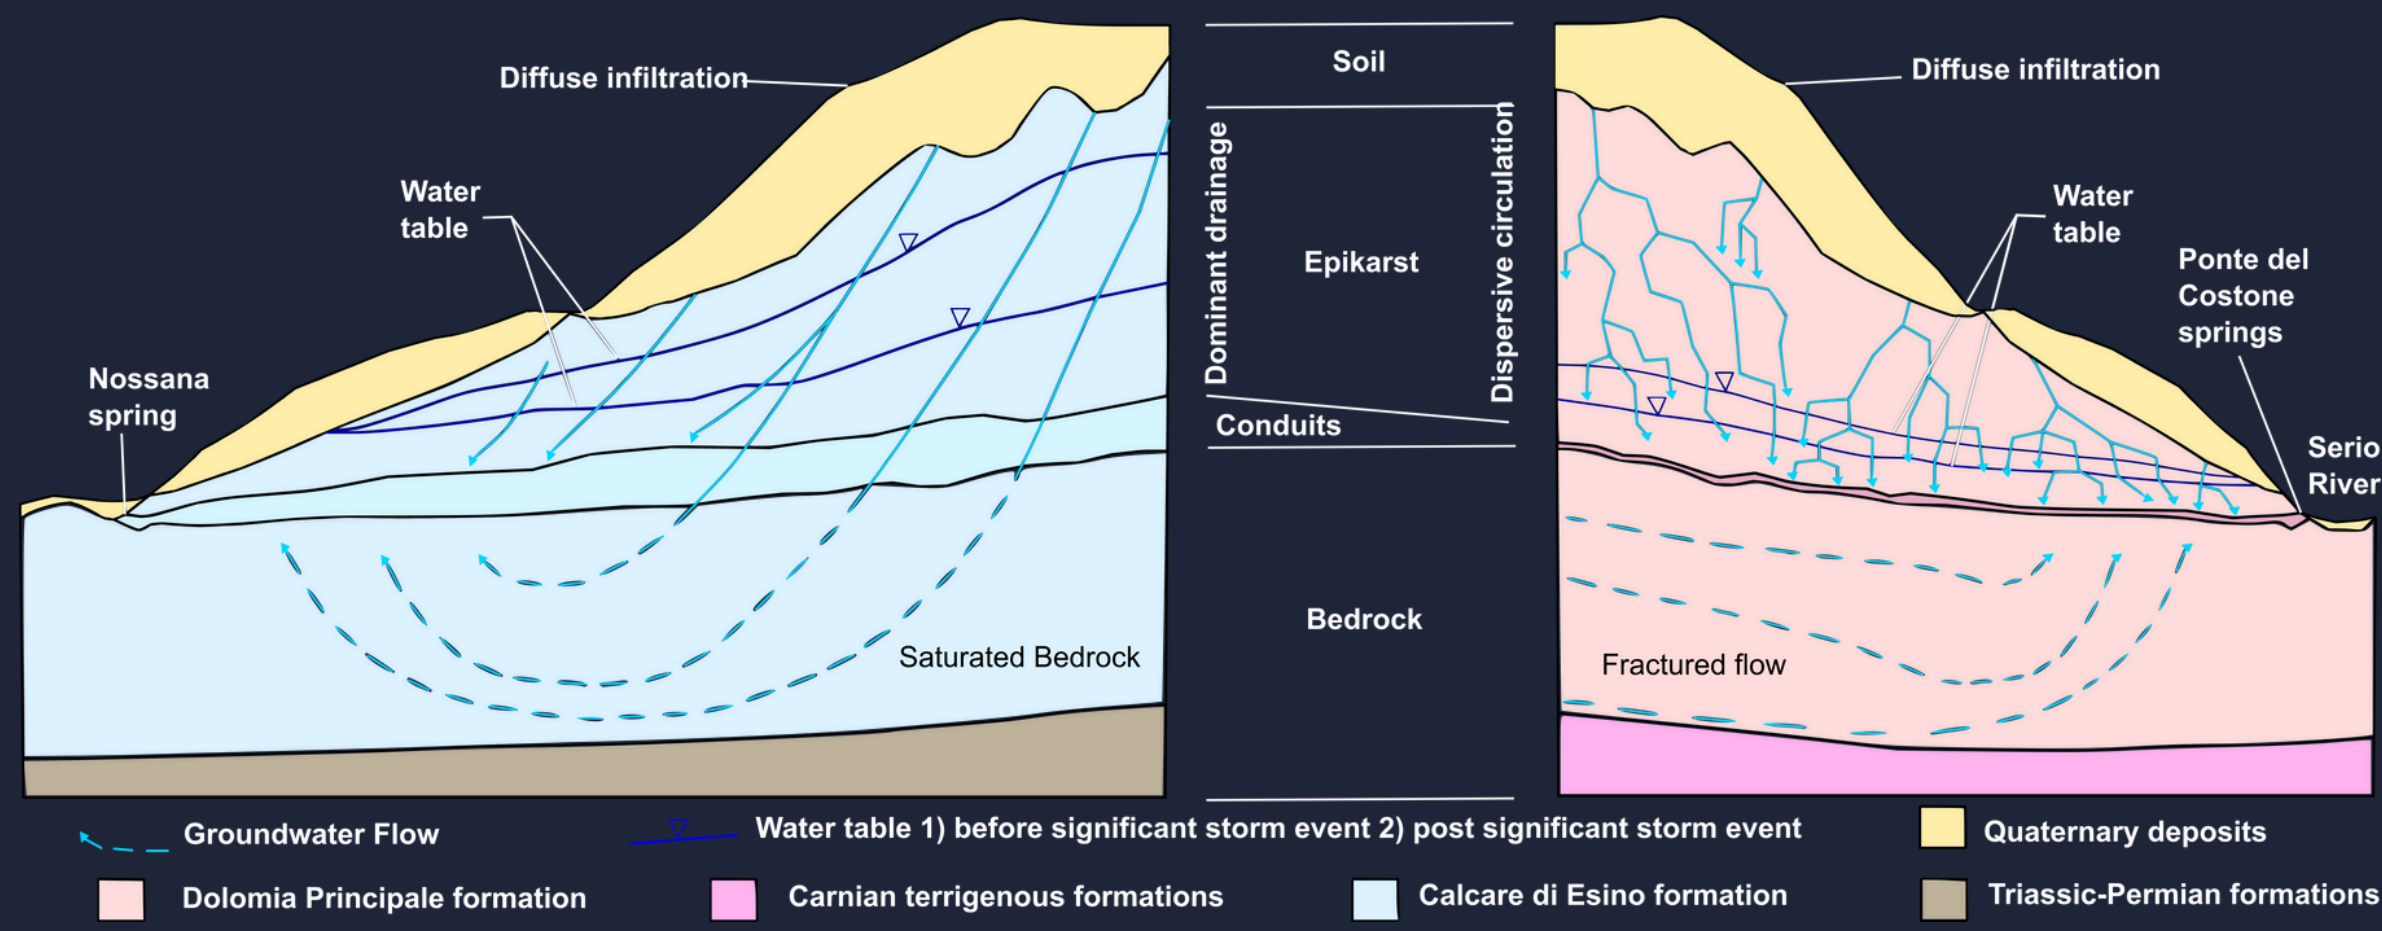 Diffuse infiltration
Water
table
Nossana
spring
Saturated Bedrock
Soil
Dominant drainage
Epikarst
Dispersive circulation
Conduits
Bedrock
Diffuse infiltration
Water
table
Ponte del
Costone
springs
Serio
River
Fractured flow
Groundwater Flow
Water table 1) before significant storm event 2) post significant storm event
Quaternary deposits
Dolomia Principale formation
Carnian terrigenous formations
Calcare di Esino formation
Triassic-Permian formations